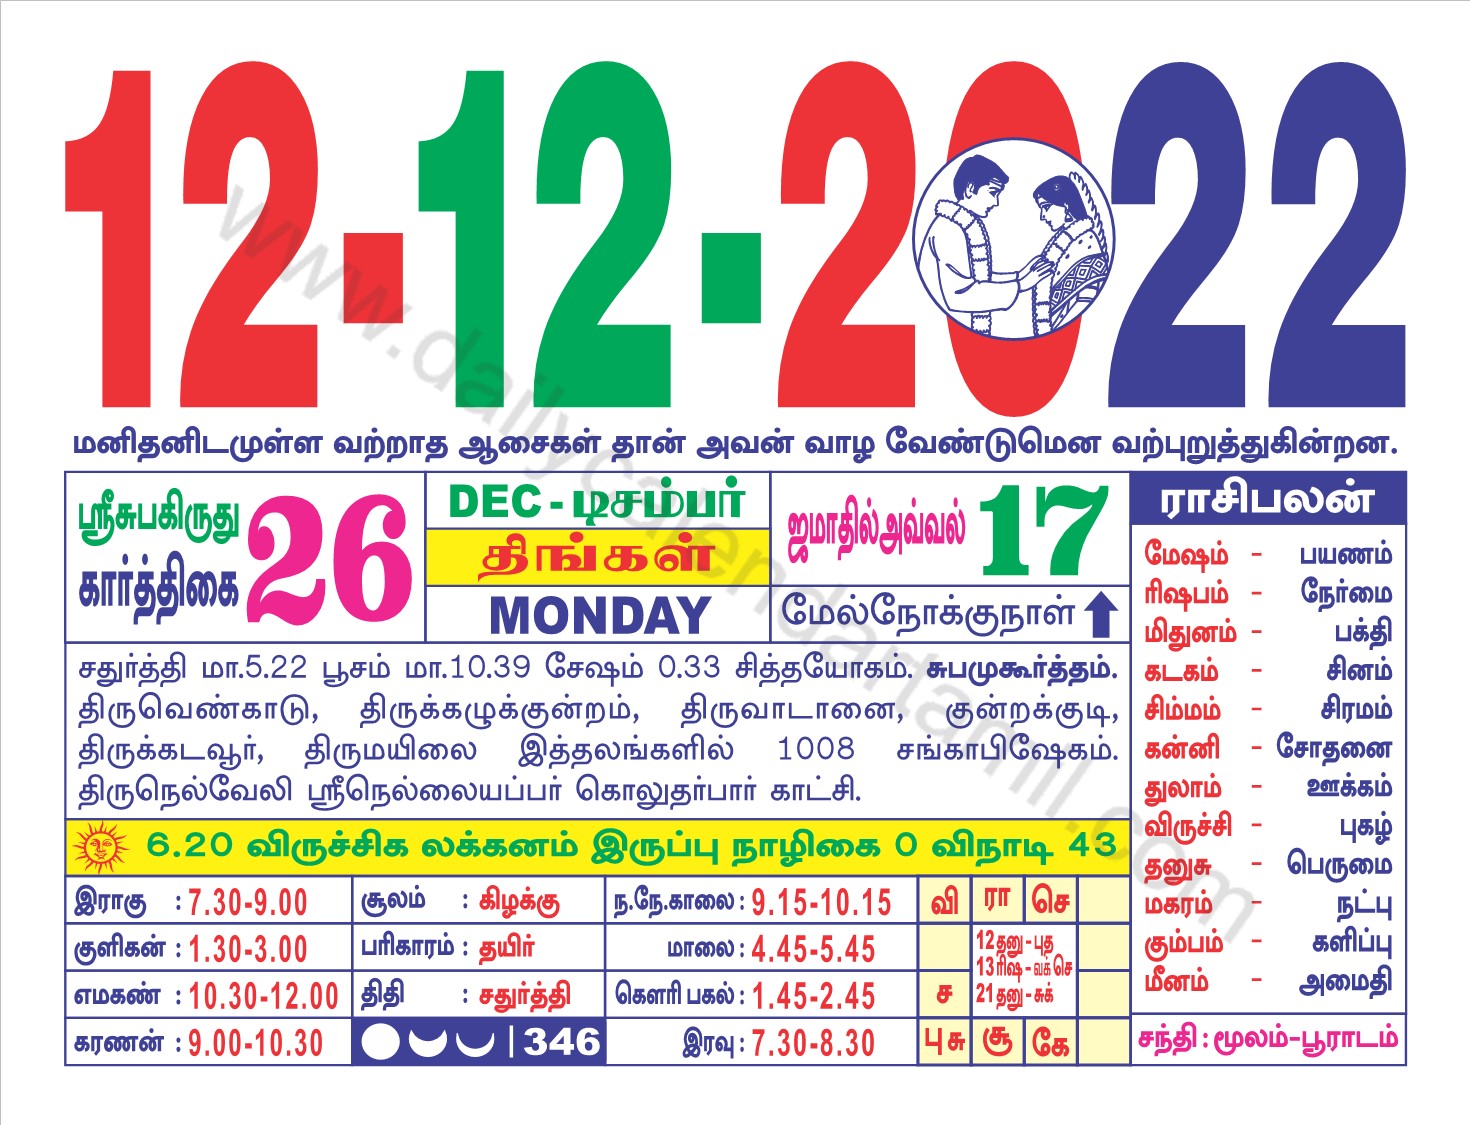 12-12-2022
மனிதனிடமுள்ள வற்றாத ஆசைகள் தான் அவன் வாழ வேண்டுமென வற்புறுத்துகின்றன.
ஸ்ரீசுபகிருது
கார்த்திகை 26
DEC - டிசம்பர்
திங்கள்
MONDAY
ஜமாதில் அவ்வல் 17
மேல்நோக்குநாள்
சதுர்த்தி மா.5.22 பூசம் மா.10.39 சேஷம் 0.33 சித்தயோகம். சுபமுகூர்த்தம்.
திருவெண்காடு, திருக்கழுக்குன்றம், திருவாடானை, குன்றக்குடி,
திருக்கடவூர், திருமயிலை இத்தலங்களில் 1008 சங்காபிஷேகம்.
திருநெல்வேலி ஸ்ரீநெல்லையப்பர் கொலுதர்பார் காட்சி.
6.20 விருச்சிக லக்கனம் இருப்பு நாழிகை 0 விநாடி 43
இராகு : 7.30-9.00
குளிகன் : 1.30-3.00
எமகண் : 10.30-12.00
கரணன் : 9.00-10.30
சூலம் : கிழக்கு
பரிகாரம் : தயிர்
திதி : சதுர்த்தி
346
ந.நே.காலை : 9.15-10.15
மாலை : 4.45-5.45
கௌரி பகல் : 1.45-2.45
இரவு : 7.30-8.30
வி ரா செ
12 தனு - புத
13 ரிஷ - வக் செ
21 தனு - சுக்
ச
பு சு சூ கே
ராசிபலன்
மேஷம் - பயணம்
ரிஷபம் - நேர்மை
மிதுனம் - பக்தி
கடகம் - சினம்
சிம்மம் - சிரமம்
கன்னி - சோதனை
துலாம் - ஊக்கம்
விருச்சி - புகழ்
தனுசு - பெருமை
மகரம் - நட்பு
கும்பம் - களிப்பு
மீனம் - அமைதி
சந்தி : மூலம்-பூராடம்
www.dailycalendartamil.com